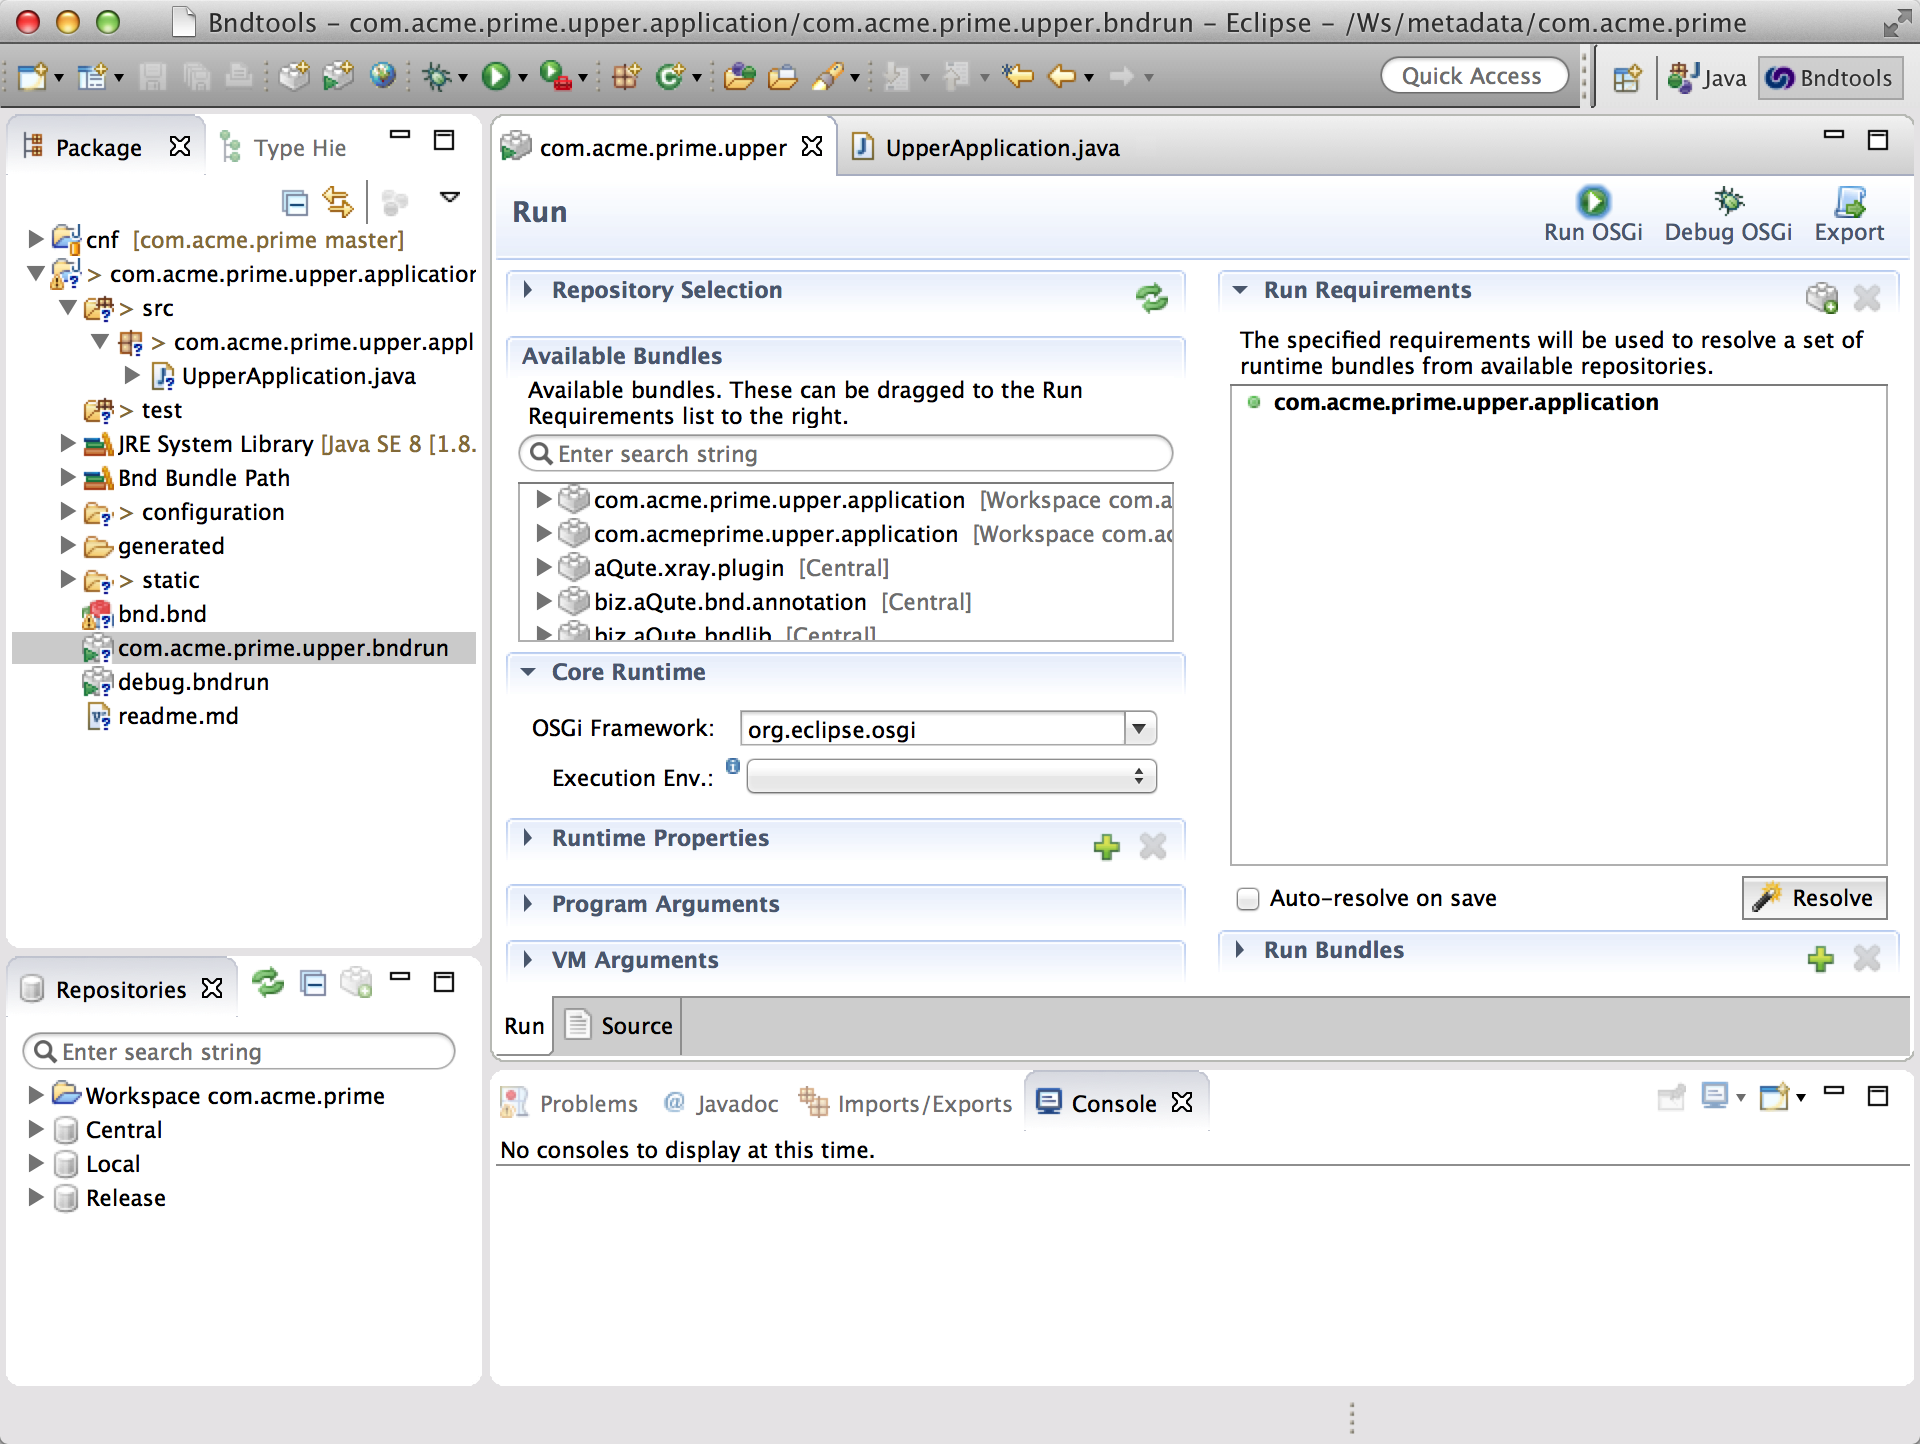 Bndtools – com.acme.prime.upper.application/com.acme.prime.upper.bndrun – Eclipse – /Ws/metadata/com.acme.prime
Quick Access
Java
Bndtools
Package
Type Hie
cnf [com.acme.prime master]
> com.acme.prime.upper.application
> src
> com.acme.prime.upper.appl
UpperApplication.java
> test
JRE System Library [Java SE 8 [1.8.
Bnd Bundle Path
> configuration
generated
> static
bnd.bnd
com.acme.prime.upper.bndrun
debug.bndrun
readme.md
Repositories
Enter search string
Workspace com.acme.prime
Central
Local
Release
com.acme.prime.upper
UpperApplication.java
Run
Run OSGi
Debug OSGi
Export
Repository Selection
Available Bundles
Available bundles. These can be dragged to the Run
Requirements list to the right.
Enter search string
com.acme.prime.upper.application [Workspace com.a
com.acmeprime.upper.application [Workspace com.ac
aQute.xray.plugin [Central]
biz.aQute.bnd.annotation [Central]
biz.aQute.bndlib [Central]
Core Runtime
OSGi Framework: org.eclipse.osgi
Execution Env.:
Runtime Properties
Program Arguments
VM Arguments
Run Requirements
The specified requirements will be used to resolve a set of
runtime bundles from available repositories.
com.acme.prime.upper.application
Auto-resolve on save
Resolve
Run Bundles
Run
Source
Problems
@ Javadoc
Imports/Exports
Console
No consoles to display at this time.